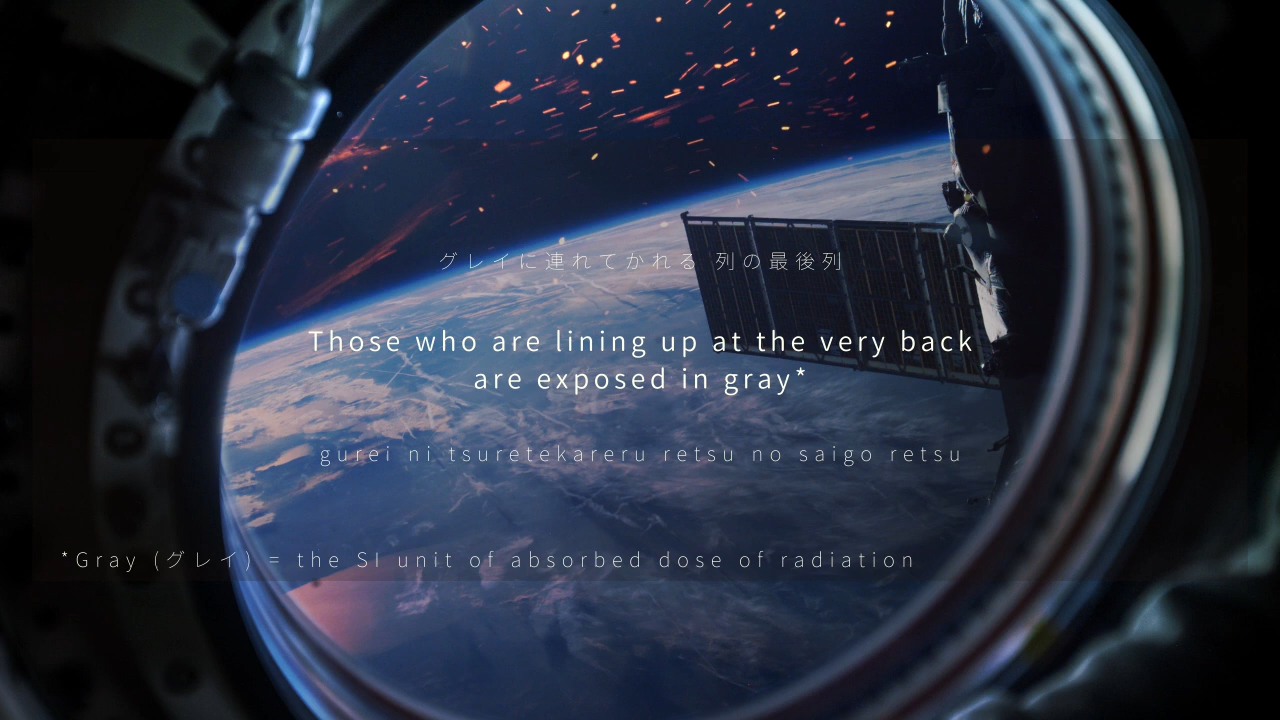 グレイに連れてかれる 列の最後列
Those who are lining up at the very back
are exposed in gray*
gurei ni tsuretekareru retsu no saigo retsu
*Gray (グレイ) = the SI unit of absorbed dose of radiation